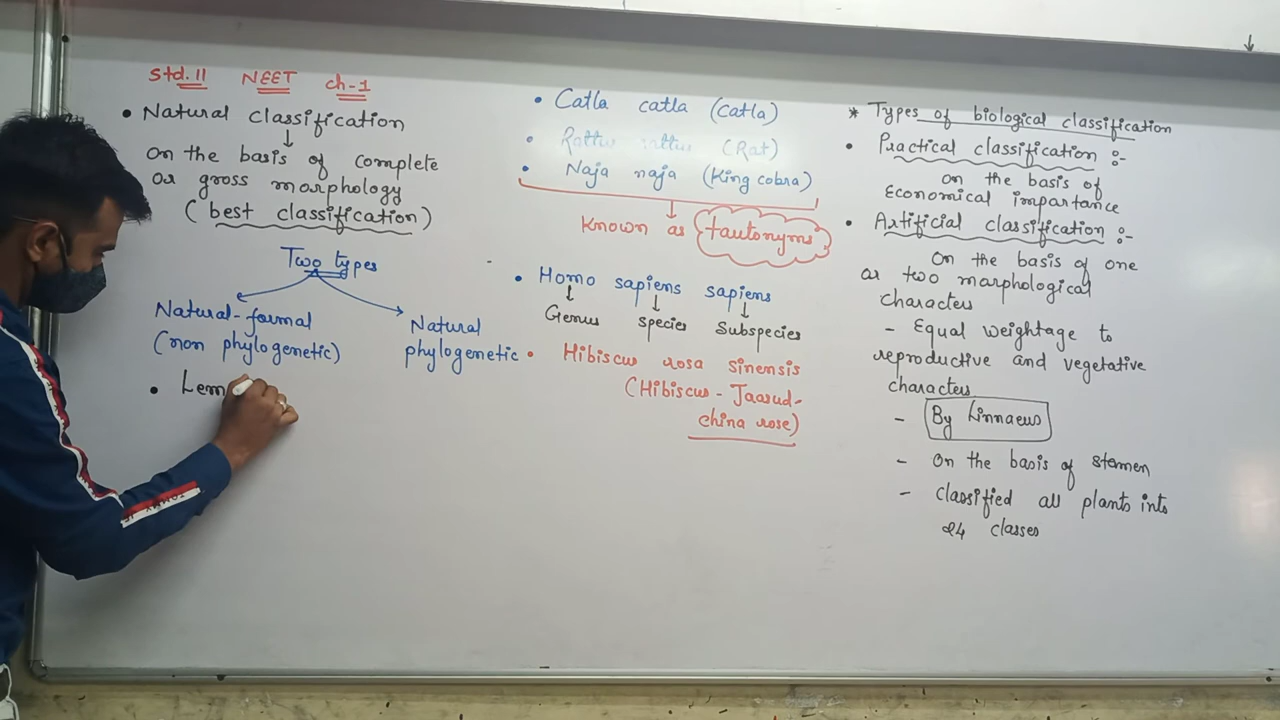 Std. 11 NEET ch-1
• Natural classification
↓
on the basis of complete
or gross morphology
(best classification)
Two types
Natural-formal
(non phylogenetic)
Natural
phylogenetic
• Lem
• Catla catla (Catla)
• Rattus rattus (Rat)
• Naja naja (King cobra)
Known as tautonyms
• Homo sapiens sapiens
↓ ↓ ↓
Genus species Subspecies
• Hibiscus rosa sinensis
(Hibiscus - Jaasud-
china rose)
* Types of biological classification
• Practical classification :-
on the basis of
Economical importance
• Artificial classification :-
on the basis of one
or two morphological
characters
- Equal weightage to
reproductive and vegetative
characters
- By Linnaeus
- On the basis of stamen
- classified all plants into
24 classes